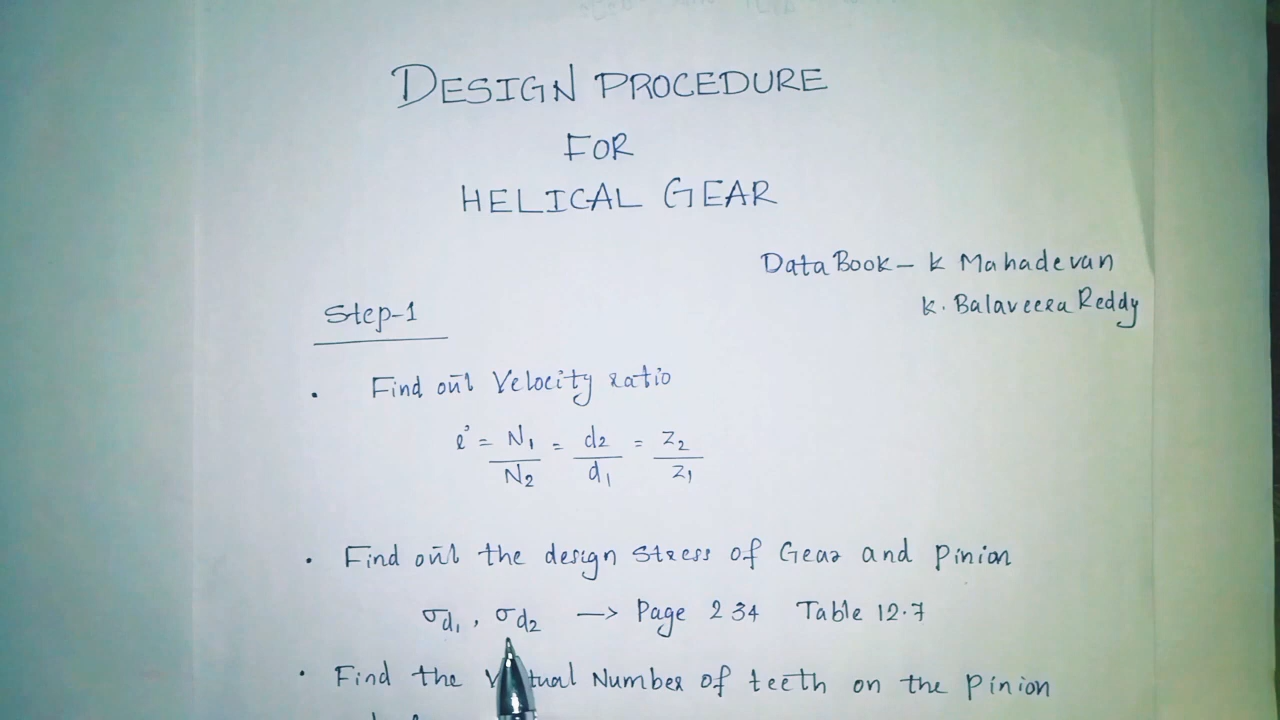 DESIGN PROCEDURE
FOR
HELICAL GEAR
Data Book – K Mahadevan
K. Balaveera Reddy
Step-1
• Find out Velocity ratio
i = N₁/N₂ = d₂/d₁ = Z₂/Z₁
• Find out the design stress of Gear and pinion
σd₁, σd₂ → Page 234 Table 12.7
• Find the tual Number of teeth on the pinion